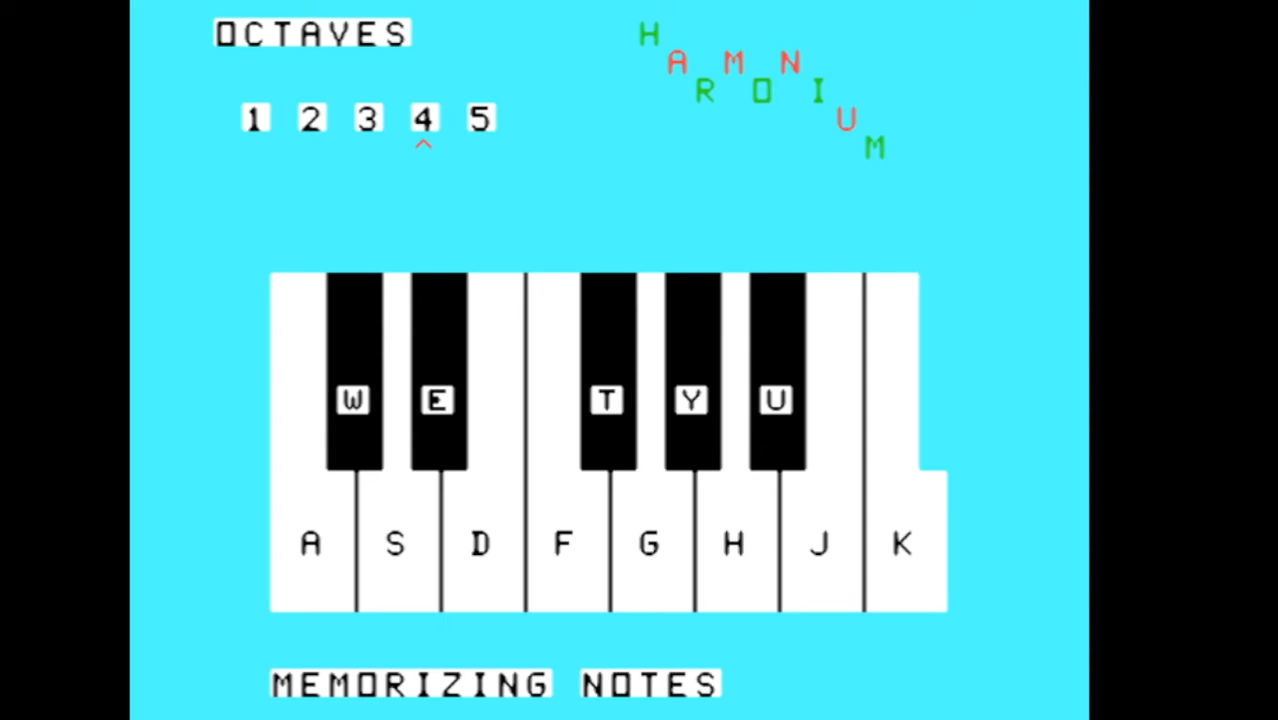 OCTAVES
HARMONIUM
1 2 3 4 5
^
W E T Y U
A S D F G H J K
MEMORIZING NOTES